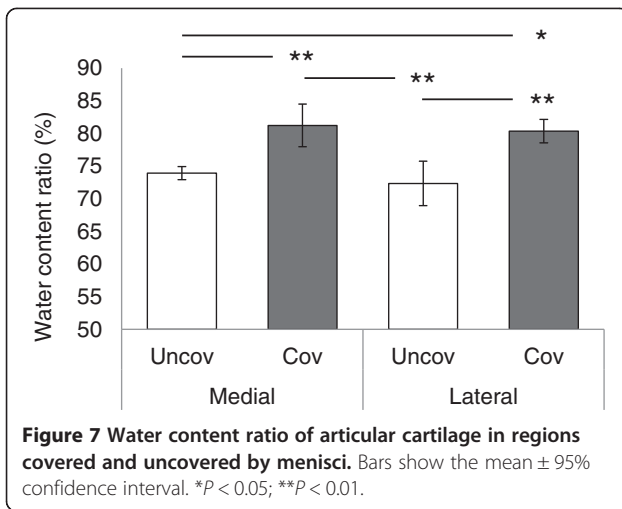 *
**
**
**
Water content ratio (%)
90
85
80
75
70
65
60
55
50
Uncov Cov Uncov Cov
Medial Lateral
Figure 7 Water content ratio of articular cartilage in regions
covered and uncovered by menisci. Bars show the mean ± 95%
confidence interval. *P < 0.05; **P < 0.01.